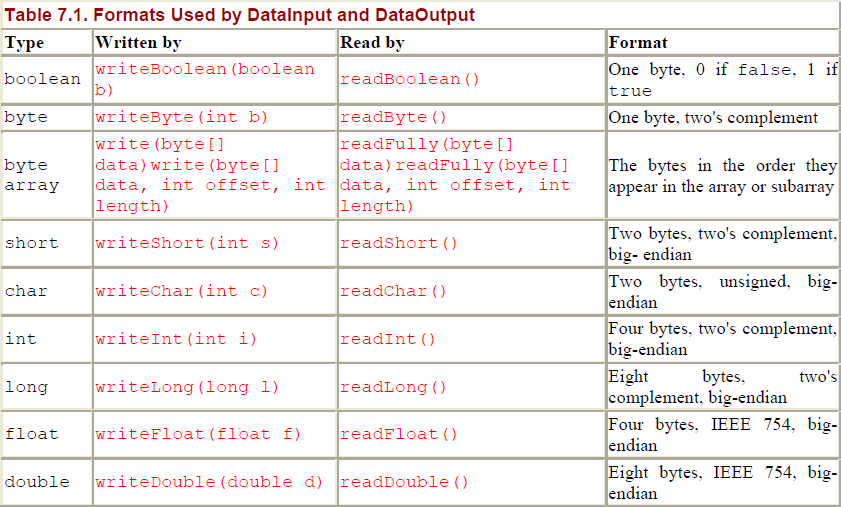 Table 7.1. Formats Used by DataInput and DataOutput
Type Written by Read by Format
boolean writeBoolean(boolean b) readBoolean() One byte, 0 if false, 1 if true
byte writeByte(int b) readByte() One byte, two's complement
byte array write(byte[] data)write(byte[] data, int offset, int length) readFully(byte[] data)readFully(byte[] data, int offset, int length) The bytes in the order they appear in the array or subarray
short writeShort(int s) readShort() Two bytes, two's complement, big- endian
char writeChar(int c) readChar() Two bytes, unsigned, big-endian
int writeInt(int i) readInt() Four bytes, two's complement, big-endian
long writeLong(long l) readLong() Eight bytes, two's complement, big-endian
float writeFloat(float f) readFloat() Four bytes, IEEE 754, big-endian
double writeDouble(double d) readDouble() Eight bytes, IEEE 754, big-endian